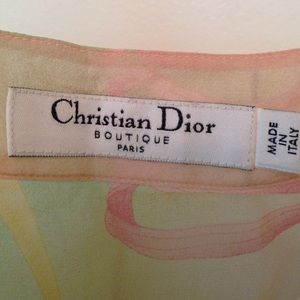 Christian Dior
BOUTIQUE
PARIS
MADE
IN
ITALY